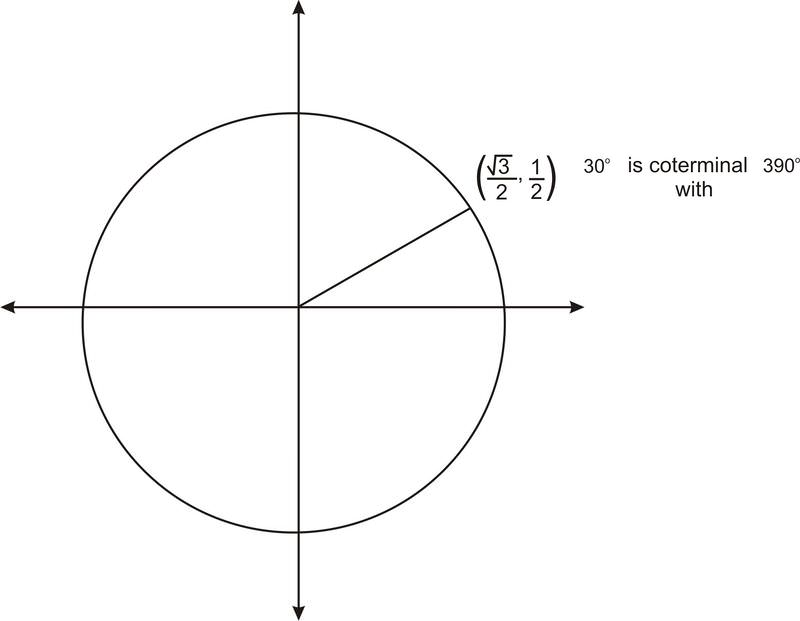 (√3/2, 1/2) 30° is coterminal 390°
with